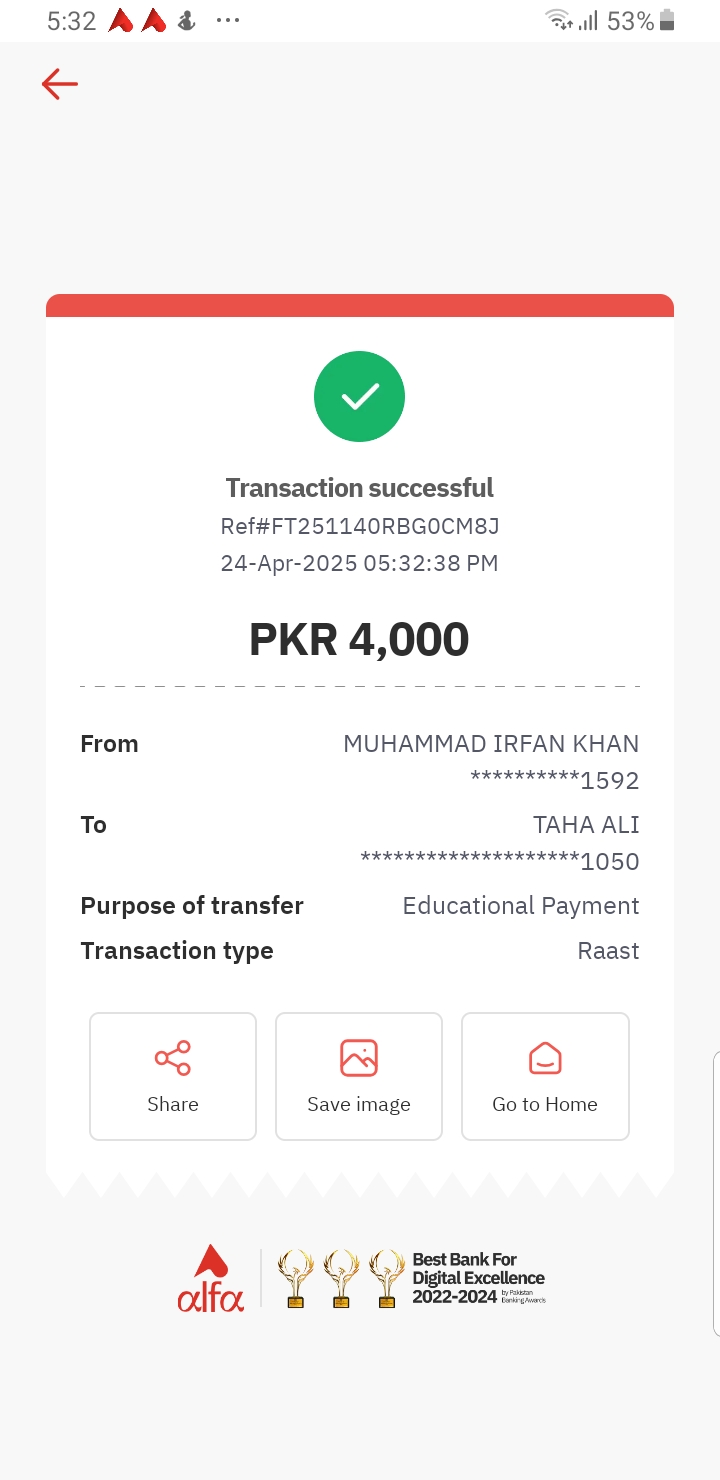 5:32 53%
Transaction successful
Ref#FT251140RBG0CM8J
24-Apr-2025 05:32:38 PM
PKR 4,000
From MUHAMMAD IRFAN KHAN
**********1592
To TAHA ALI
********************1050
Purpose of transfer Educational Payment
Transaction type Raast
Share Save image Go to Home
alfa
Best Bank For
Digital Excellence
2022-2024 by Pakistan
Banking Awards